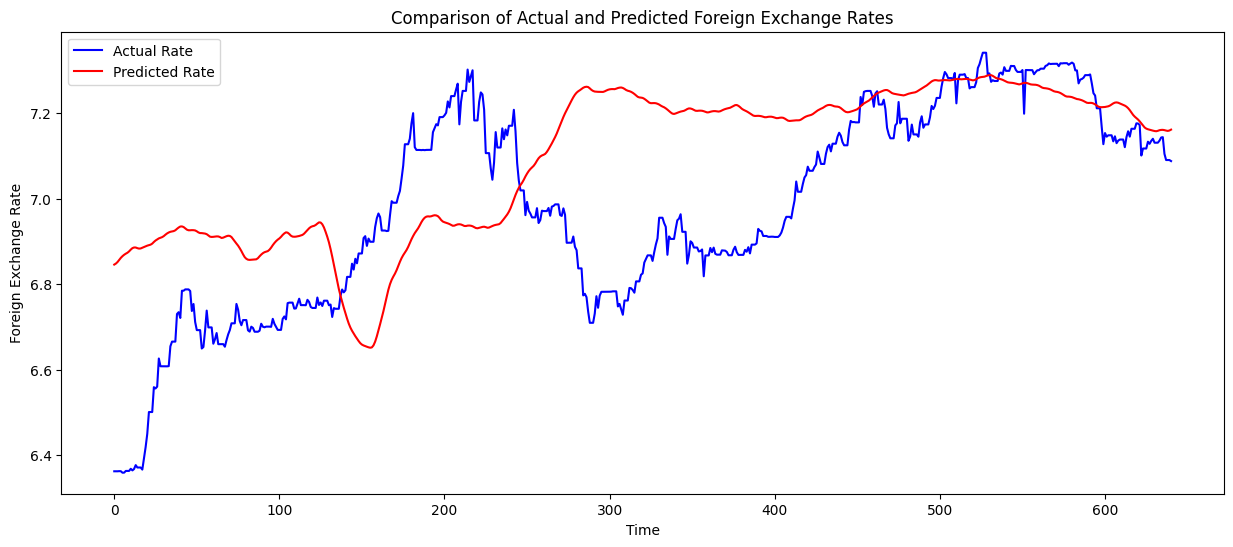 Comparison of Actual and Predicted Foreign Exchange Rates
Actual Rate
Predicted Rate
Foreign Exchange Rate
7.2
7.0
6.8
6.6
6.4
0 100 200 300 400 500 600
Time